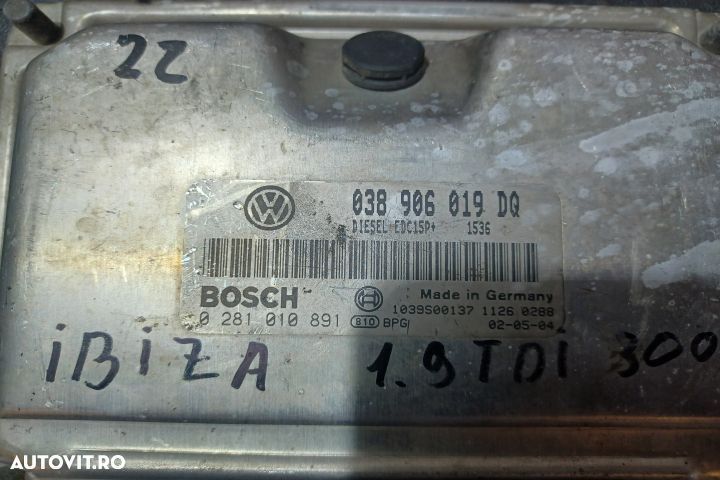 22
VW
038 906 019 DQ
DIESEL EDC15P+ 1536
BOSCH
Made in Germany
1039S00137 1126 0288
0 281 010 891 810 BPG
02-05-04
iBiZA 1.9TDi 300
AUTOVIT.RO